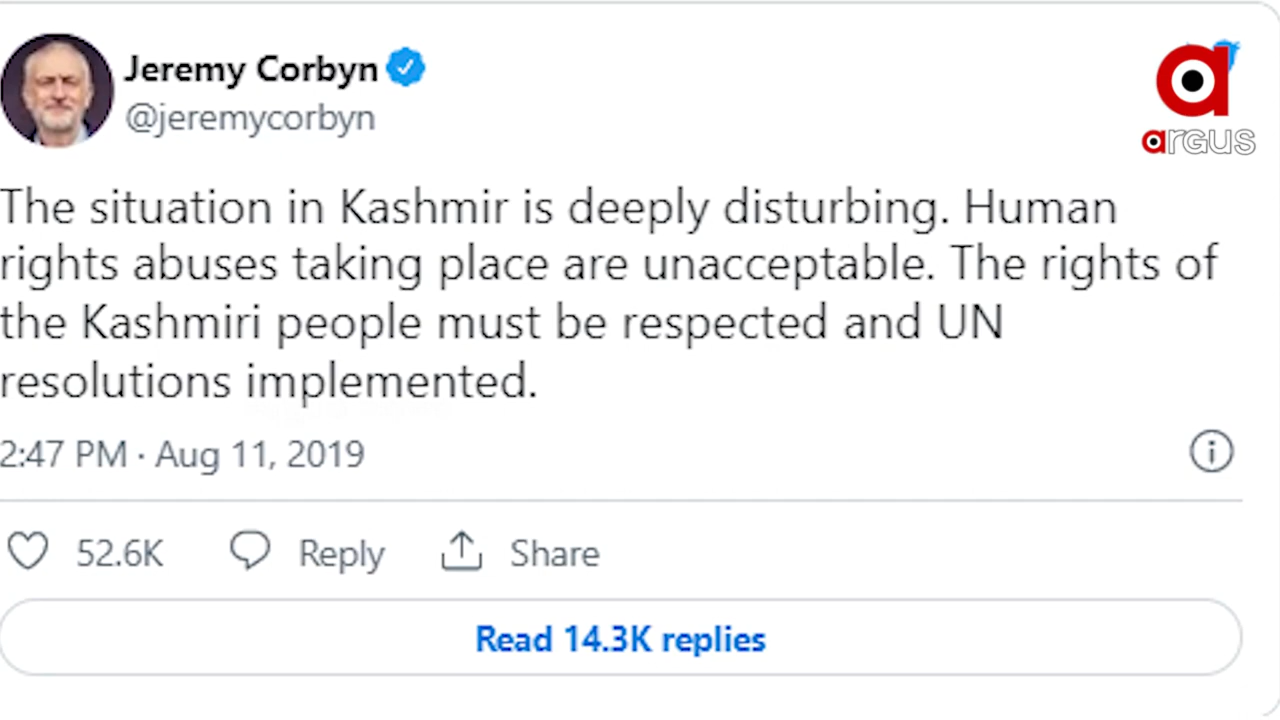 Jeremy Corbyn
@jeremycorbyn
argus
The situation in Kashmir is deeply disturbing. Human
rights abuses taking place are unacceptable. The rights of
the Kashmiri people must be respected and UN
resolutions implemented.
2:47 PM · Aug 11, 2019
52.6K Reply Share
Read 14.3K replies